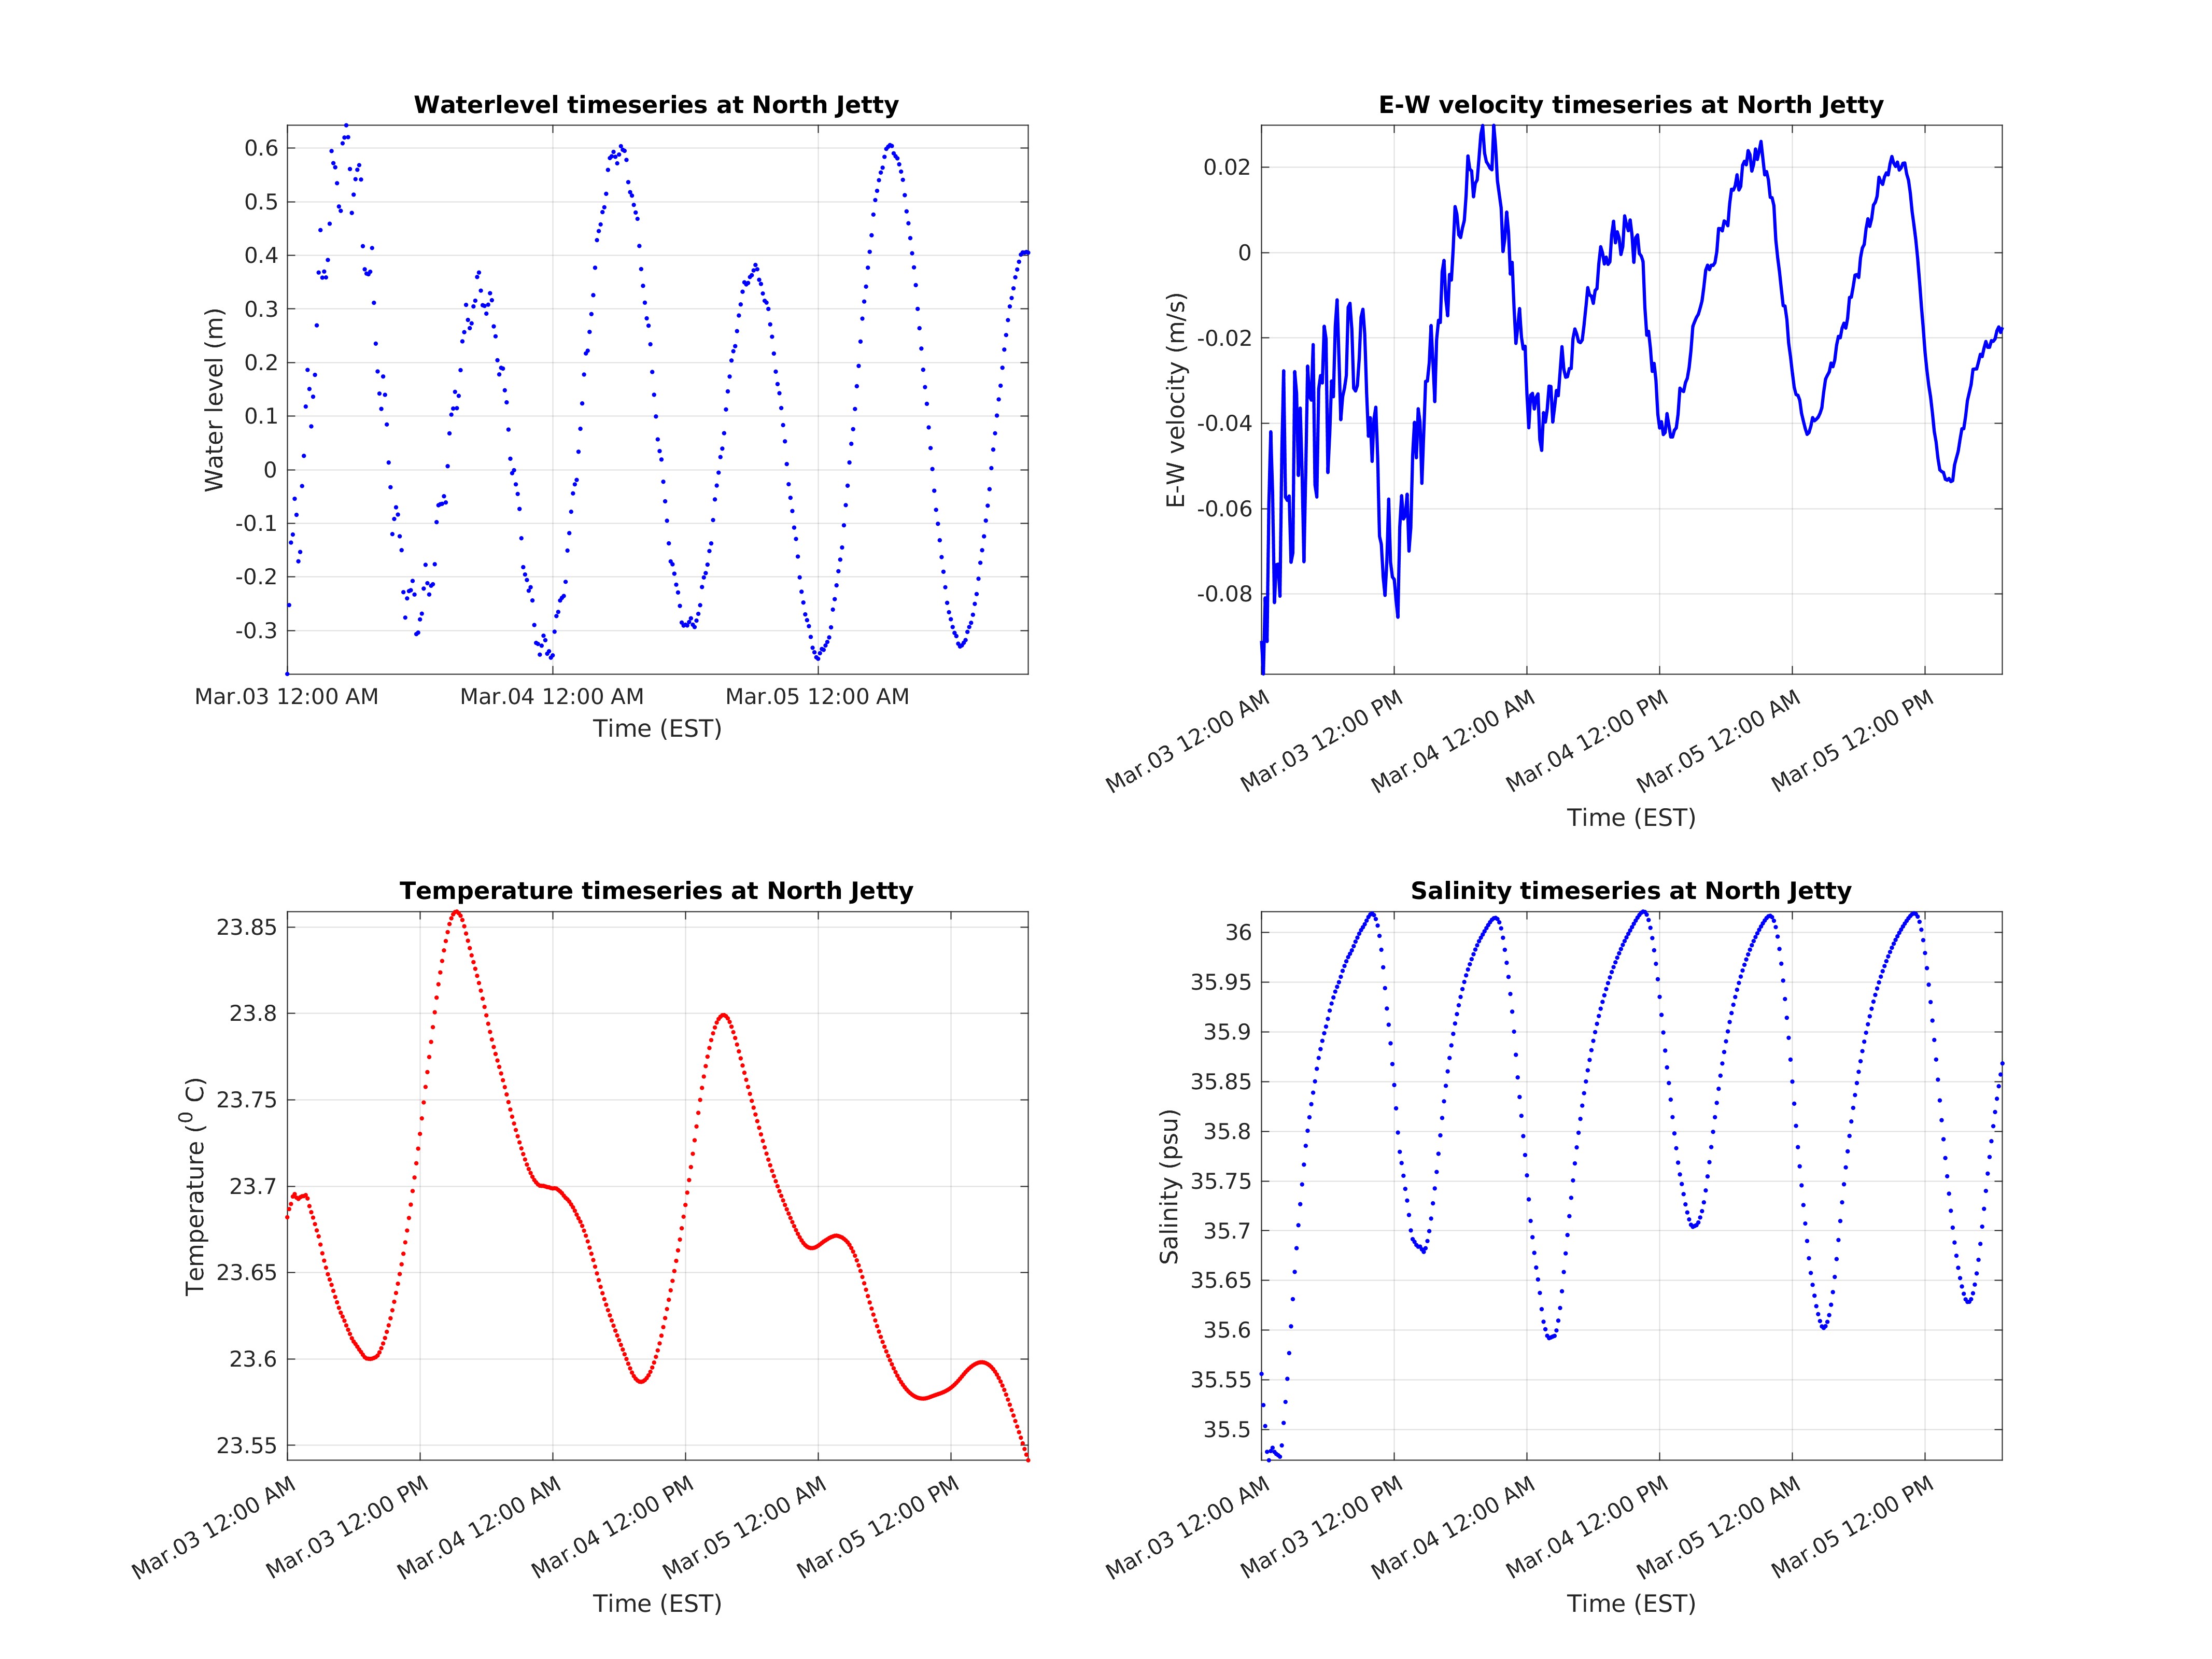 Waterlevel timeseries at North Jetty
0.6
0.5
0.4
0.3
0.2
0.1
0
-0.1
-0.2
-0.3
Water level (m)
Mar.03 12:00 AM
Mar.04 12:00 AM
Mar.05 12:00 AM
Time (EST)
E-W velocity timeseries at North Jetty
0.02
0
-0.02
-0.04
-0.06
-0.08
E-W velocity (m/s)
Mar.03 12:00 AM
Mar.03 12:00 PM
Mar.04 12:00 AM
Mar.04 12:00 PM
Mar.05 12:00 AM
Mar.05 12:00 PM
Time (EST)
Temperature timeseries at North Jetty
23.85
23.8
23.75
23.7
23.65
23.6
23.55
Temperature (⁰ C)
Mar.03 12:00 AM
Mar.03 12:00 PM
Mar.04 12:00 AM
Mar.04 12:00 PM
Mar.05 12:00 AM
Mar.05 12:00 PM
Time (EST)
Salinity timeseries at North Jetty
36
35.95
35.9
35.85
35.8
35.75
35.7
35.65
35.6
35.55
35.5
Salinity (psu)
Mar.03 12:00 AM
Mar.03 12:00 PM
Mar.04 12:00 AM
Mar.04 12:00 PM
Mar.05 12:00 AM
Mar.05 12:00 PM
Time (EST)